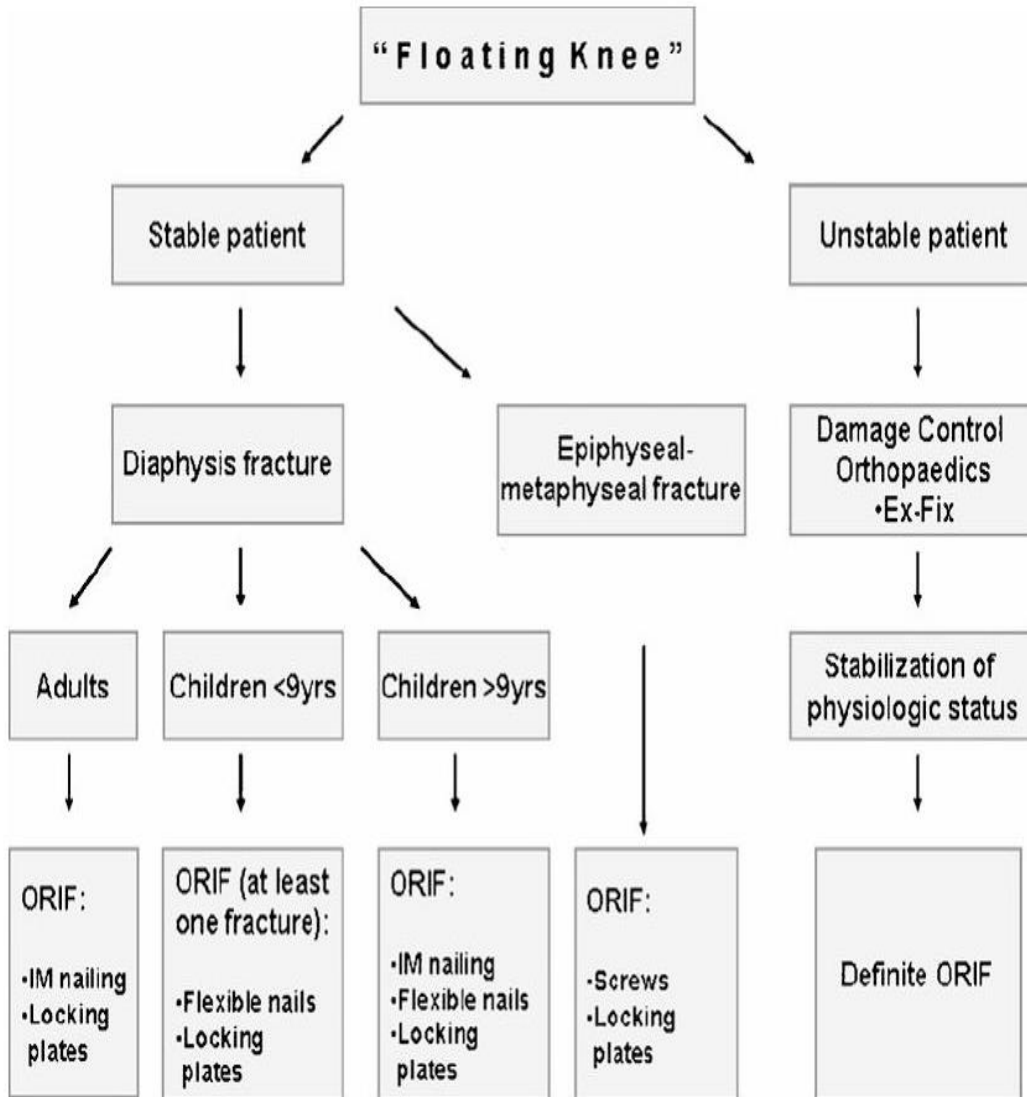 “Floating Knee”
Stable patient
Unstable patient
Diaphysis fracture
Epiphyseal-
metaphyseal fracture
Damage Control
Orthopaedics
•Ex-Fix
Adults
Children <9yrs
Children >9yrs
Stabilization of
physiologic status
ORIF:
•IM nailing
•Locking
plates
ORIF (at least
one fracture):
•Flexible nails
•Locking
plates
ORIF:
•IM nailing
•Flexible nails
•Locking
plates
ORIF:
•Screws
•Locking
plates
Definite ORIF